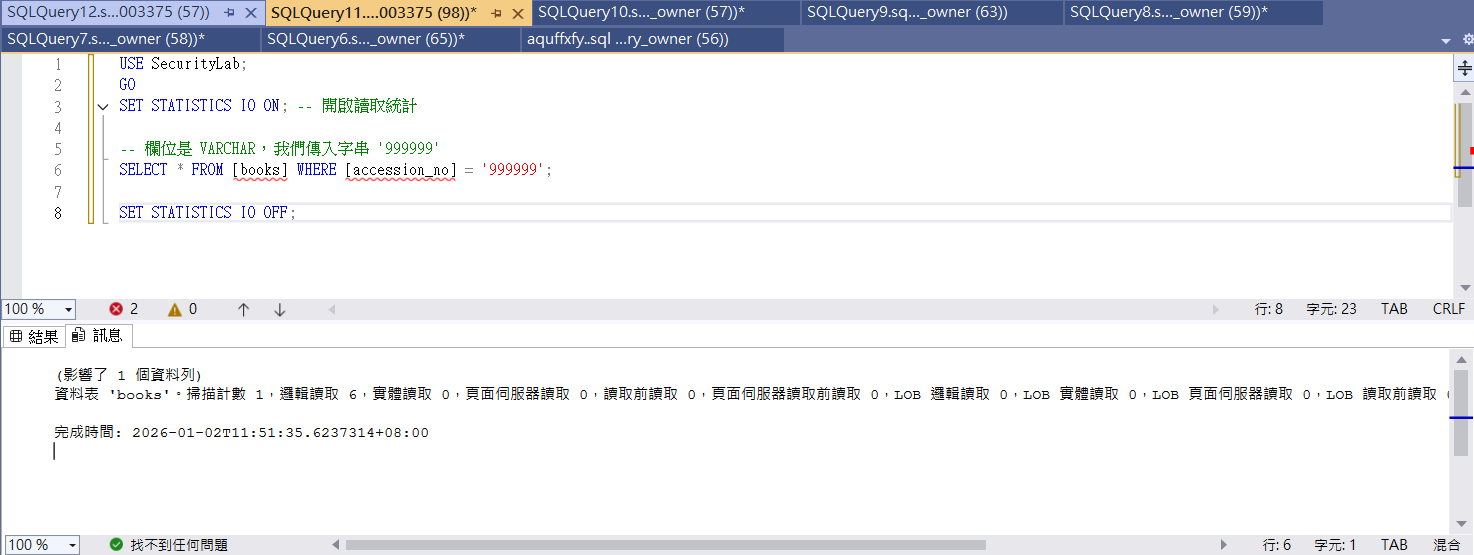 SQLQuery12.s...003375 (57))
SQLQuery11....003375 (98))*
SQLQuery10.s..._owner (57))*
SQLQuery9.sq..._owner (63))
SQLQuery8.s..._owner (59))*
SQLQuery7.s..._owner (58))*
SQLQuery6.s..._owner (65))*
aquffxfy..sql ...ry_owner (56))
1 USE SecurityLab;
2 GO
3 SET STATISTICS IO ON; -- 開啟讀取統計
4
5 -- 欄位是 VARCHAR，我們傳入字串 '999999'
6 SELECT * FROM [books] WHERE [accession_no] = '999999';
7
8 SET STATISTICS IO OFF;
100 % 2 0 行: 8 字元: 23 TAB CRLF
結果 訊息
(影響了 1 個資料列)
資料表 'books'。掃描計數 1，邏輯讀取 6，實體讀取 0，頁面伺服器讀取 0，讀取前讀取 0，頁面伺服器讀取前讀取 0，LOB 邏輯讀取 0，LOB 實體讀取 0，LOB 頁面伺服器讀取 0，LOB 讀取前讀取
完成時間: 2026-01-02T11:51:35.6237314+08:00
100 % 找不到任何問題 行: 6 字元: 1 TAB 混合